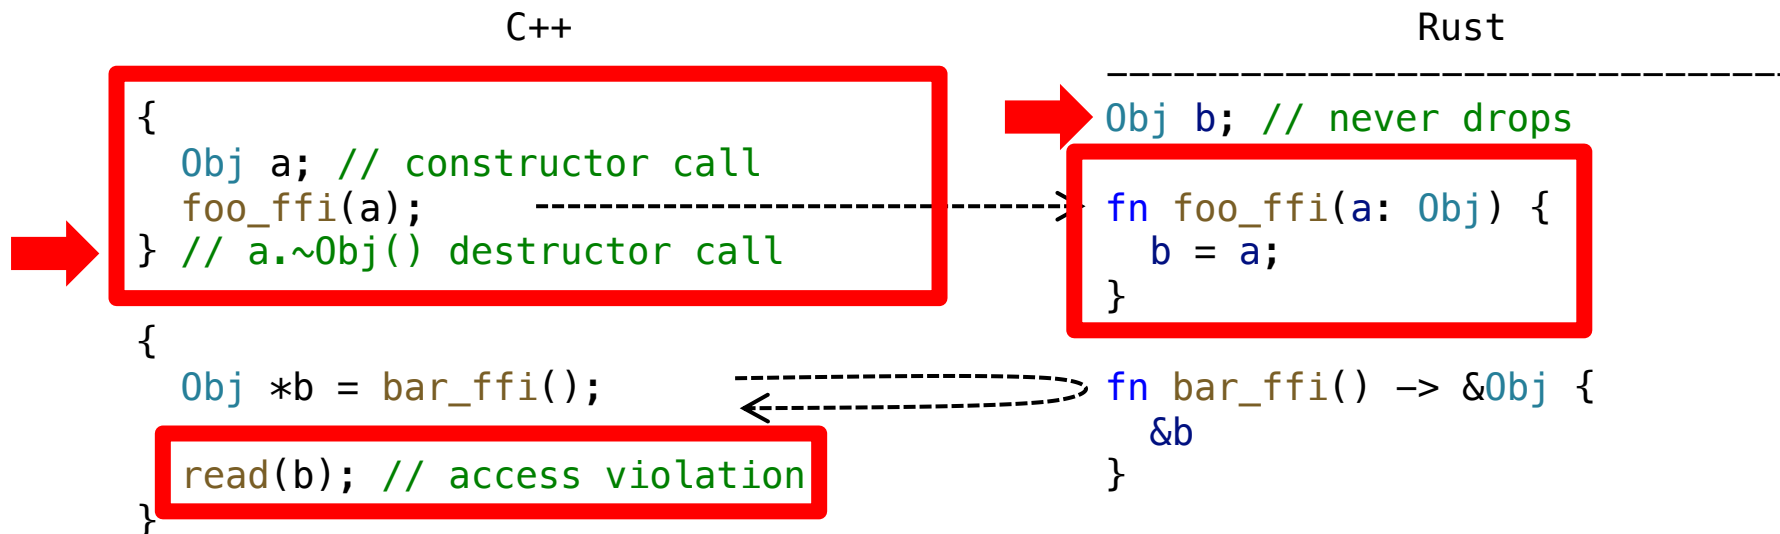 C++
{
Obj a; // constructor call
foo_ffi(a);
} // a.~Obj() destructor call
{
Obj *b = bar_ffi();
read(b); // access violation
}
Rust
Obj b; // never drops
fn foo_ffi(a: Obj) {
b = a;
}
fn bar_ffi() -> &Obj {
&b
}